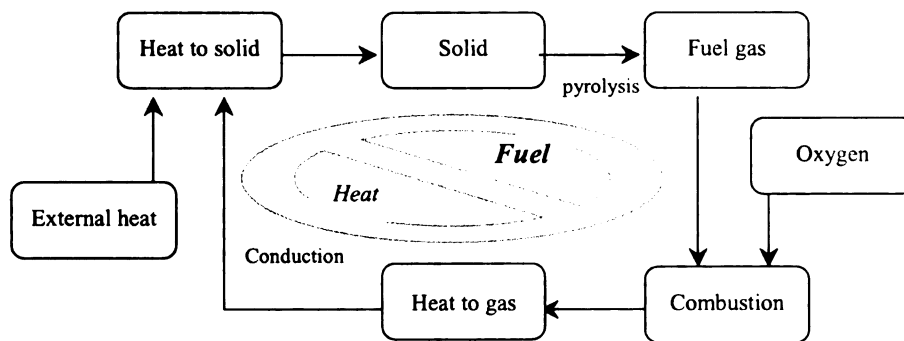 Heat to solid
Solid
Fuel gas
pyrolysis
Fuel
Oxygen
Heat
External heat
Conduction
Heat to gas
Combustion